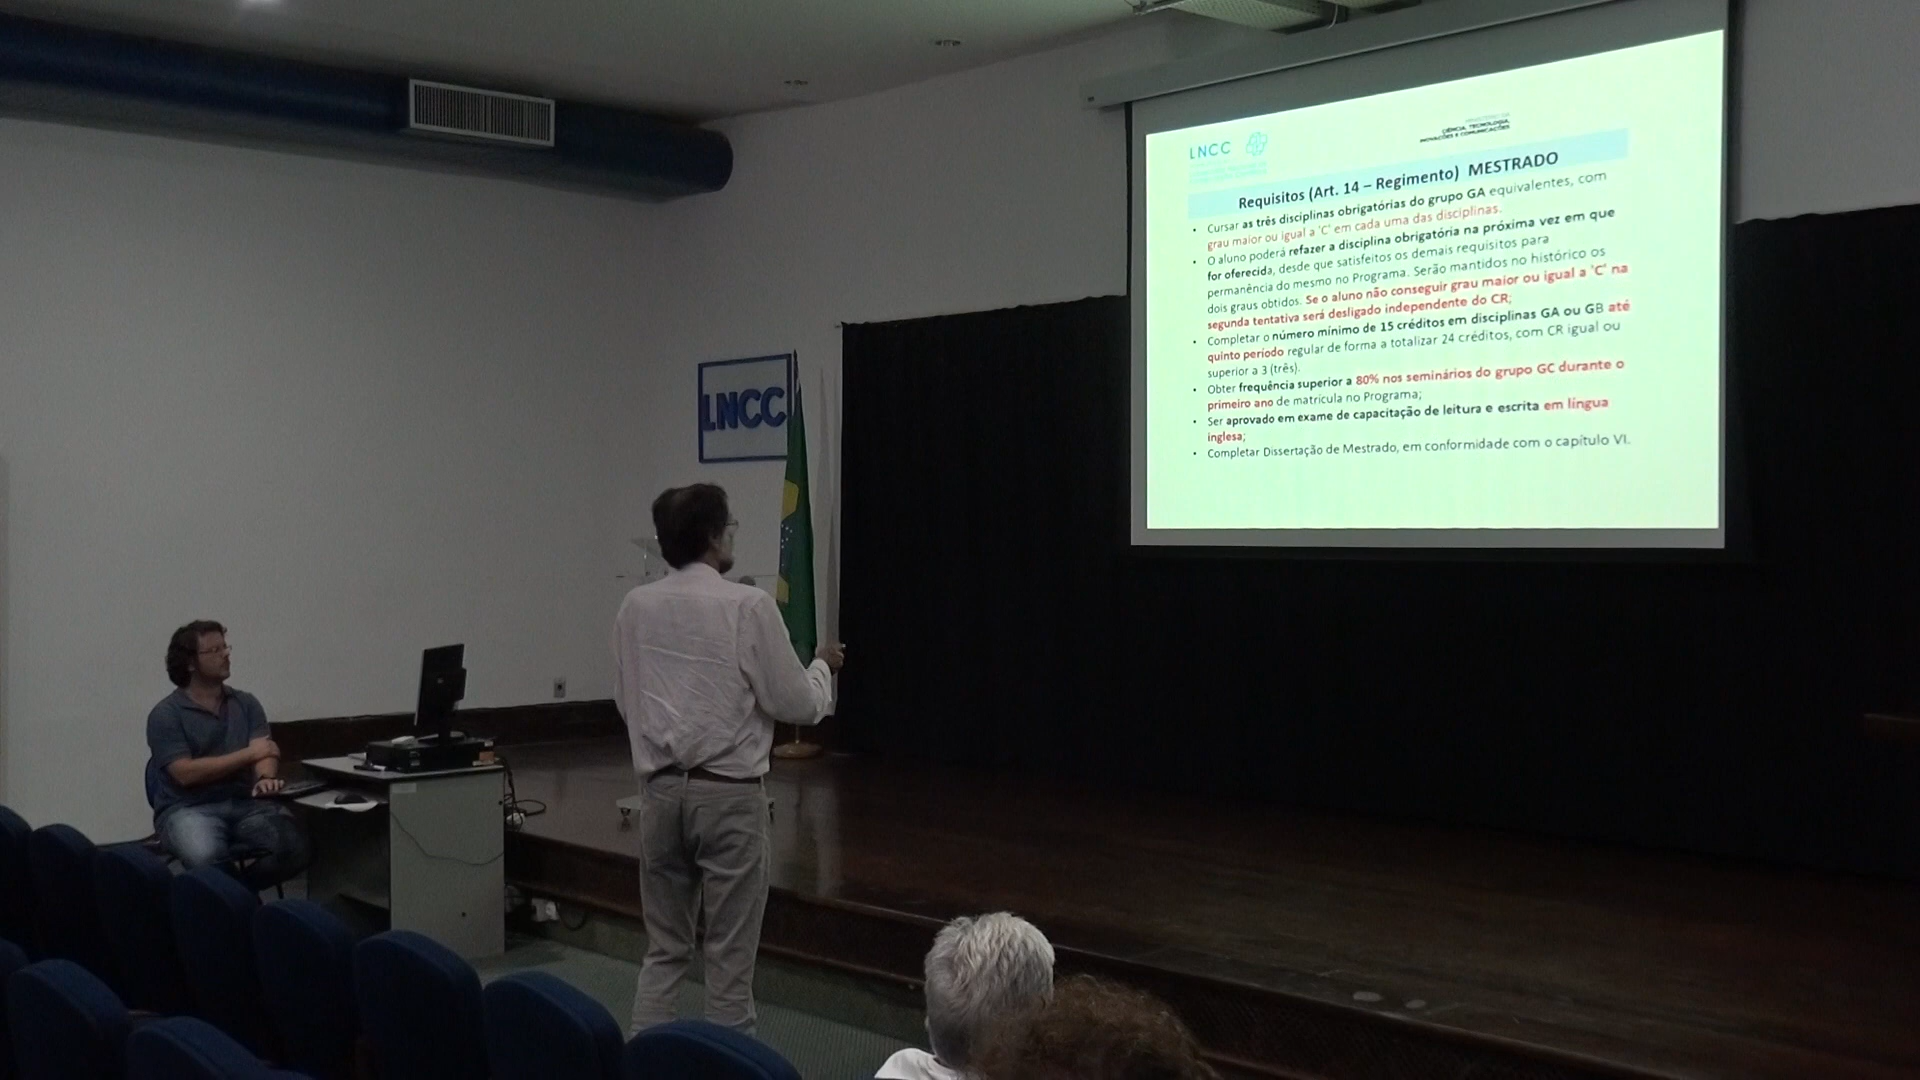 LNCC
MINISTÉRIO DA
CIÊNCIA, TECNOLOGIA,
INOVAÇÕES E COMUNICAÇÕES
Requisitos (Art. 14 – Regimento) MESTRADO
• Cursar as três disciplinas obrigatórias do grupo GA equivalentes, com
grau maior ou igual a 'C' em cada uma das disciplinas.
• O aluno poderá refazer a disciplina obrigatória na próxima vez em que
for oferecida, desde que satisfeitos os demais requisitos para
permanência do mesmo no Programa. Serão mantidos no histórico os
dois graus obtidos. Se o aluno não conseguir grau maior ou igual a 'C' na
segunda tentativa será desligado independente do CR;
• Completar o número mínimo de 15 créditos em disciplinas GA ou GB até
quinto período regular de forma a totalizar 24 créditos, com CR igual ou
superior a 3 (três).
• Obter frequência superior a 80% nos seminários do grupo GC durante o
primeiro ano de matrícula no Programa;
• Ser aprovado em exame de capacitação de leitura e escrita em língua
inglesa;
• Completar Dissertação de Mestrado, em conformidade com o capítulo VI.
LNCC